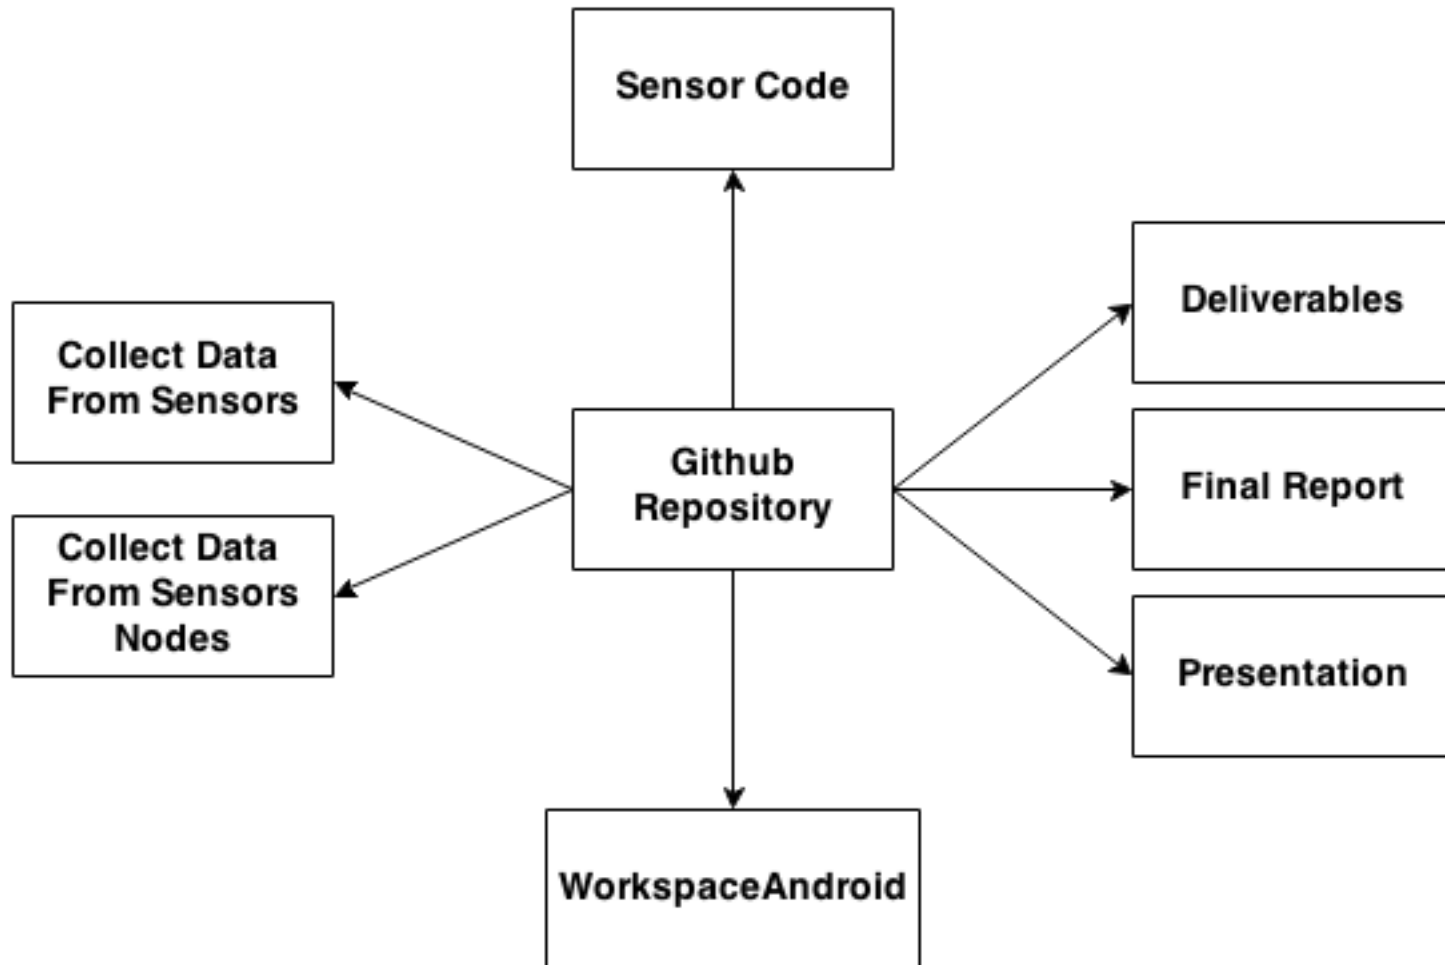 Sensor Code
Deliverables
Collect Data
From Sensors
Github
Repository
Final Report
Collect Data
From Sensors
Nodes
Presentation
WorkspaceAndroid